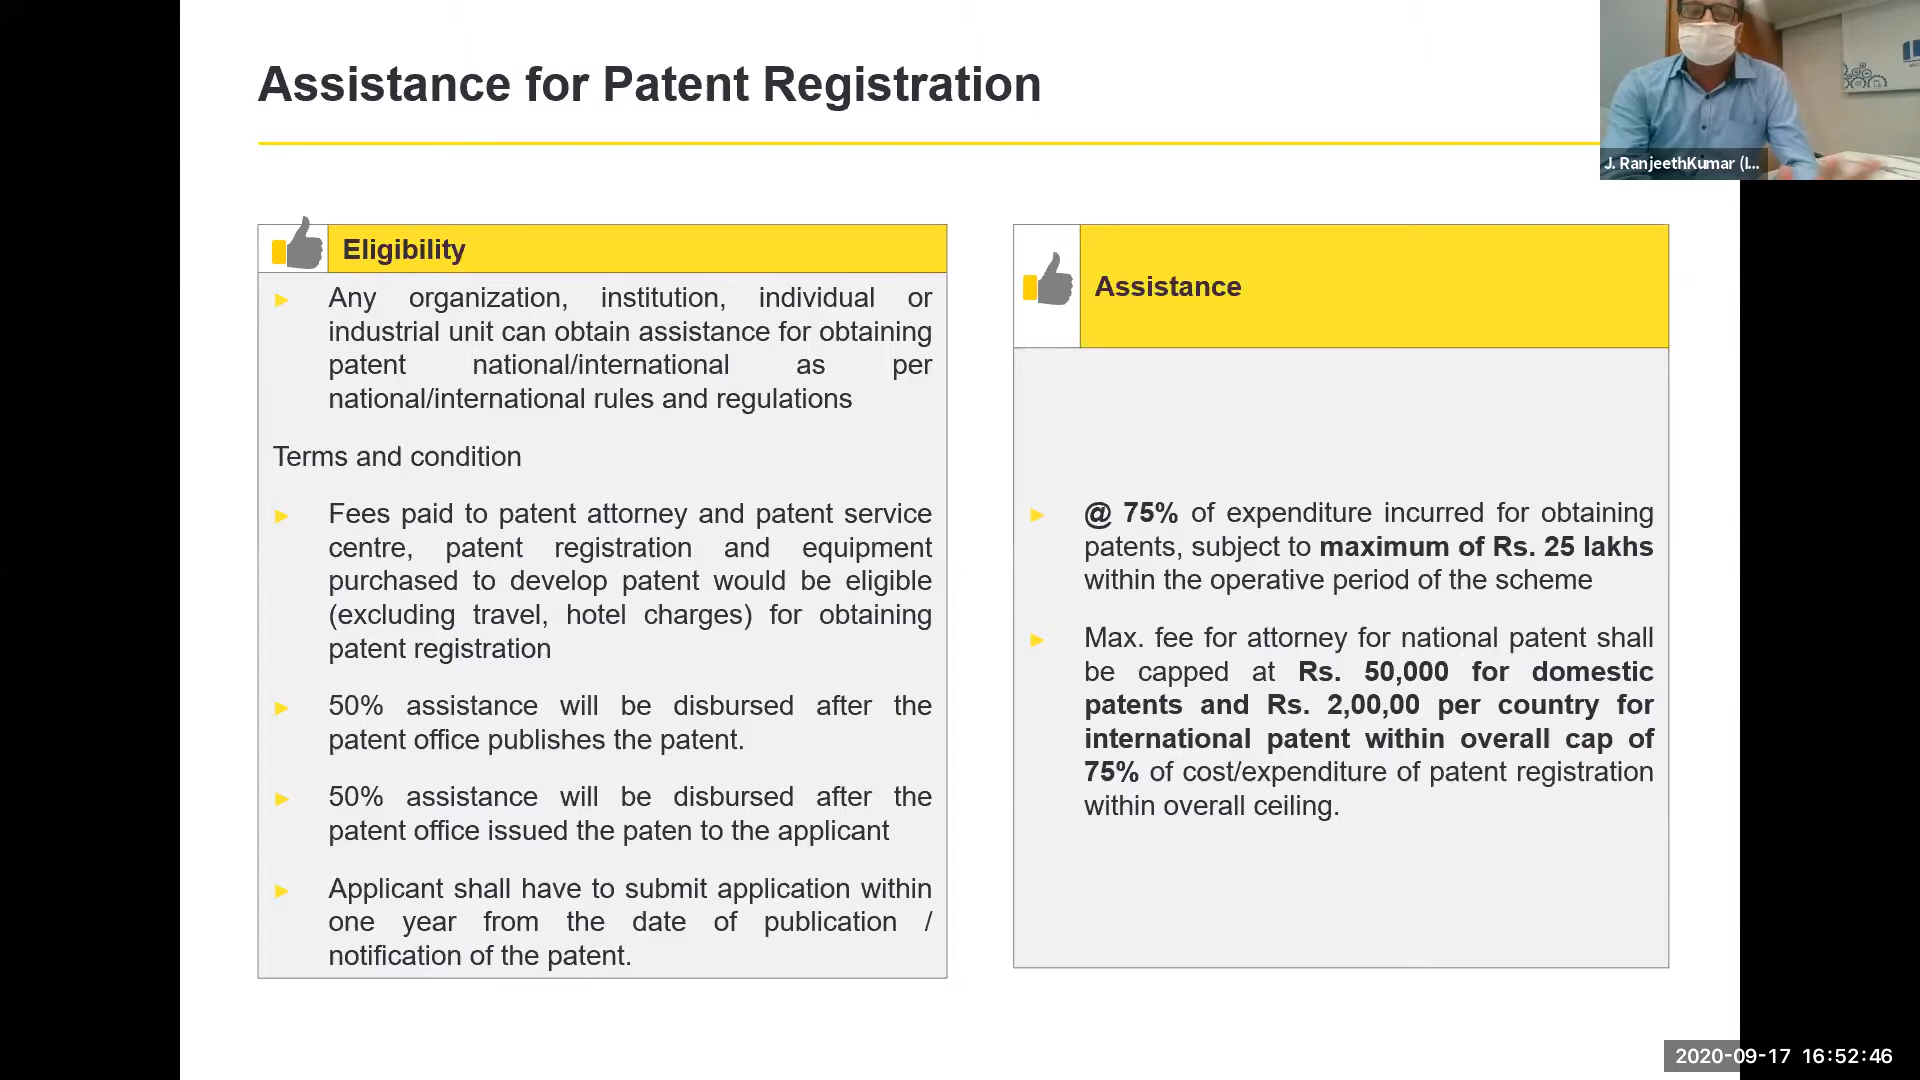 Assistance for Patent Registration
J. RanjeethKumar (I...
Eligibility
Any organization, institution, individual or
industrial unit can obtain assistance for obtaining
patent national/international as per
national/international rules and regulations
Terms and condition
Fees paid to patent attorney and patent service
centre, patent registration and equipment
purchased to develop patent would be eligible
(excluding travel, hotel charges) for obtaining
patent registration
50% assistance will be disbursed after the
patent office publishes the patent.
50% assistance will be disbursed after the
patent office issued the paten to the applicant
Applicant shall have to submit application within
one year from the date of publication /
notification of the patent.
Assistance
@ 75% of expenditure incurred for obtaining
patents, subject to maximum of Rs. 25 lakhs
within the operative period of the scheme
Max. fee for attorney for national patent shall
be capped at Rs. 50,000 for domestic
patents and Rs. 2,00,00 per country for
international patent within overall cap of
75% of cost/expenditure of patent registration
within overall ceiling.
2020-09-17 16:52:46